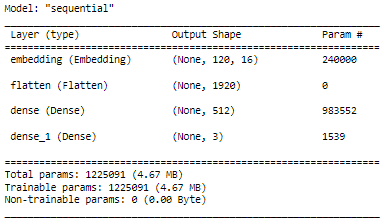 Model: "sequential"
Layer (type) Output Shape Param #
embedding (Embedding) (None, 120, 16) 240000
flatten (Flatten) (None, 1920) 0
dense (Dense) (None, 512) 983552
dense_1 (Dense) (None, 3) 1539
Total params: 1225091 (4.67 MB)
Trainable params: 1225091 (4.67 MB)
Non-trainable params: 0 (0.00 Byte)